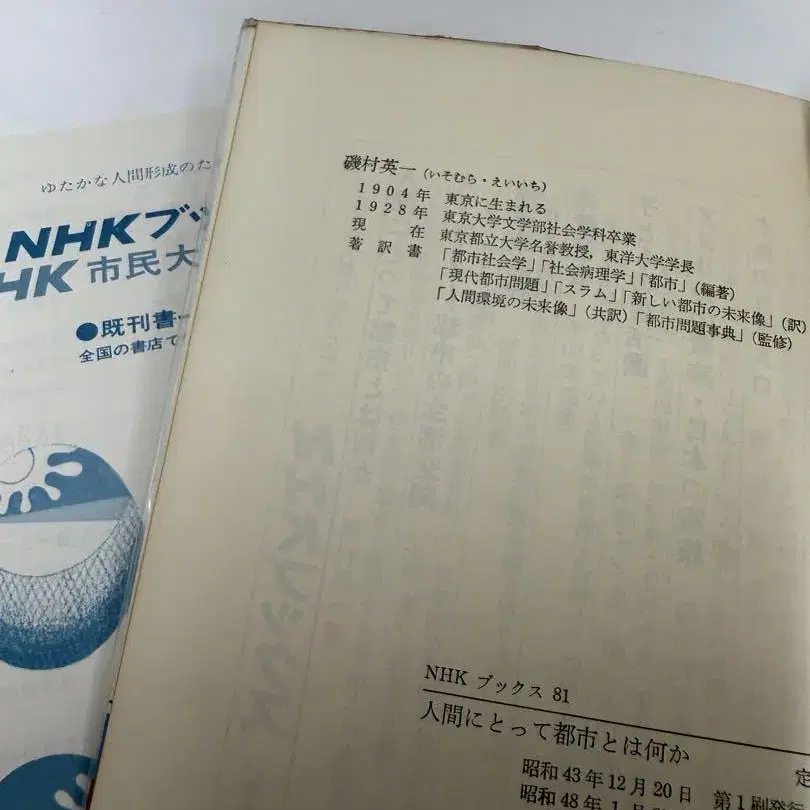 ゆたかな人間形成のた
NHKブッ
HK 市民大
●既刊書
全国の書店で
磯村英一（いそむら・えいいち）
1904年 東京に生まれる
1928年 東京大学文学部社会学科卒業
現 在 東京都立大学名誉教授，東洋大学学長
著 訳 書 「都市社会学」「社会病理学」「都市」（編著）
「現代都市問題」「スラム」「新しい都市の未来像」（訳）
「人間環境の未来像」（共訳）「都市問題事典」（監修）
NHK ブックス 81
人間にとって都市とは何か
定
昭和43年12月20日 第1刷発行
昭和48年1月